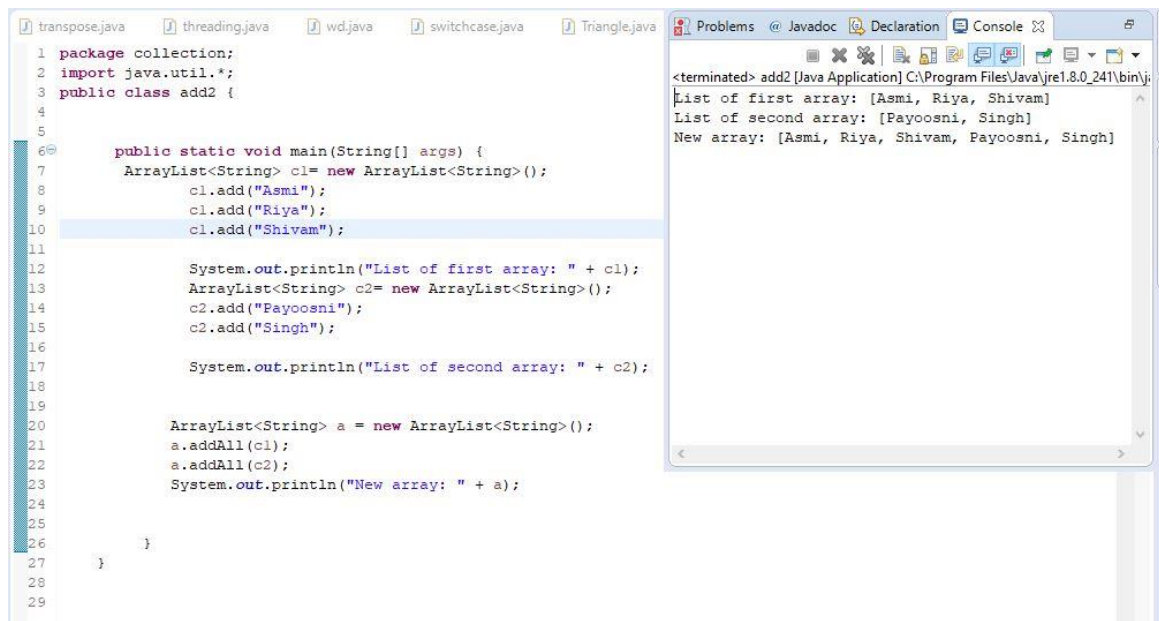 transpose.java threading.java wd.java switchcase.java Triangle.java
Problems @ Javadoc Declaration Console
<terminated> add2 [Java Application] C:\Program Files\Java\jre1.8.0_241\bin\ja
List of first array: [Asmi, Riya, Shivam]
List of second array: [Payoosni, Singh]
New array: [Asmi, Riya, Shivam, Payoosni, Singh]
1 package collection;
2 import java.util.*;
3 public class add2 {
4
5
6 public static void main(String[] args) {
7 ArrayList<String> c1= new ArrayList<String>();
8 c1.add("Asmi");
9 c1.add("Riya");
10 c1.add("Shivam");
11
12 System.out.println("List of first array: " + c1);
13 ArrayList<String> c2= new ArrayList<String>();
14 c2.add("Payoosni");
15 c2.add("Singh");
16
17 System.out.println("List of second array: " + c2);
18
19
20 ArrayList<String> a = new ArrayList<String>();
21 a.addAll(c1);
22 a.addAll(c2);
23 System.out.println("New array: " + a);
24
25
26 }
27 }
28
29